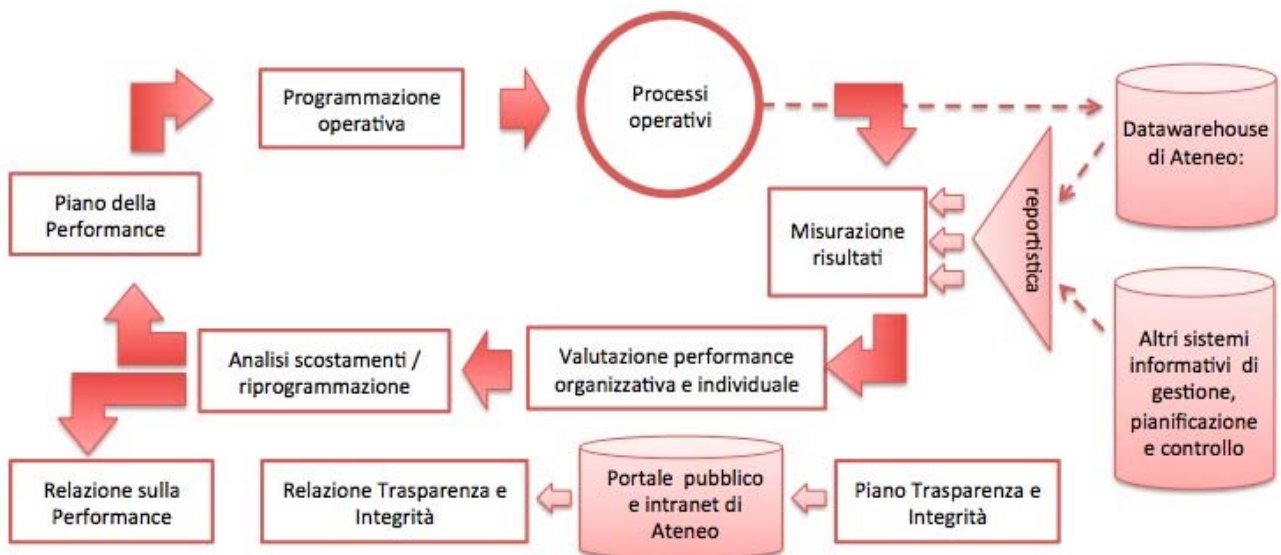 Programmazione
operativa
Processi
operativi
Datawarehouse
di Ateneo:
Piano della
Performance
Misurazione
risultati
reportistica
Analisi scostamenti /
riprogrammazione
Valutazione performance
organizzativa e individuale
Altri sistemi
informativi di
gestione,
pianificazione
e controllo
Relazione sulla
Performance
Relazione Trasparenza e
Integrità
Portale pubblico
e intranet di
Ateneo
Piano Trasparenza e
Integrità